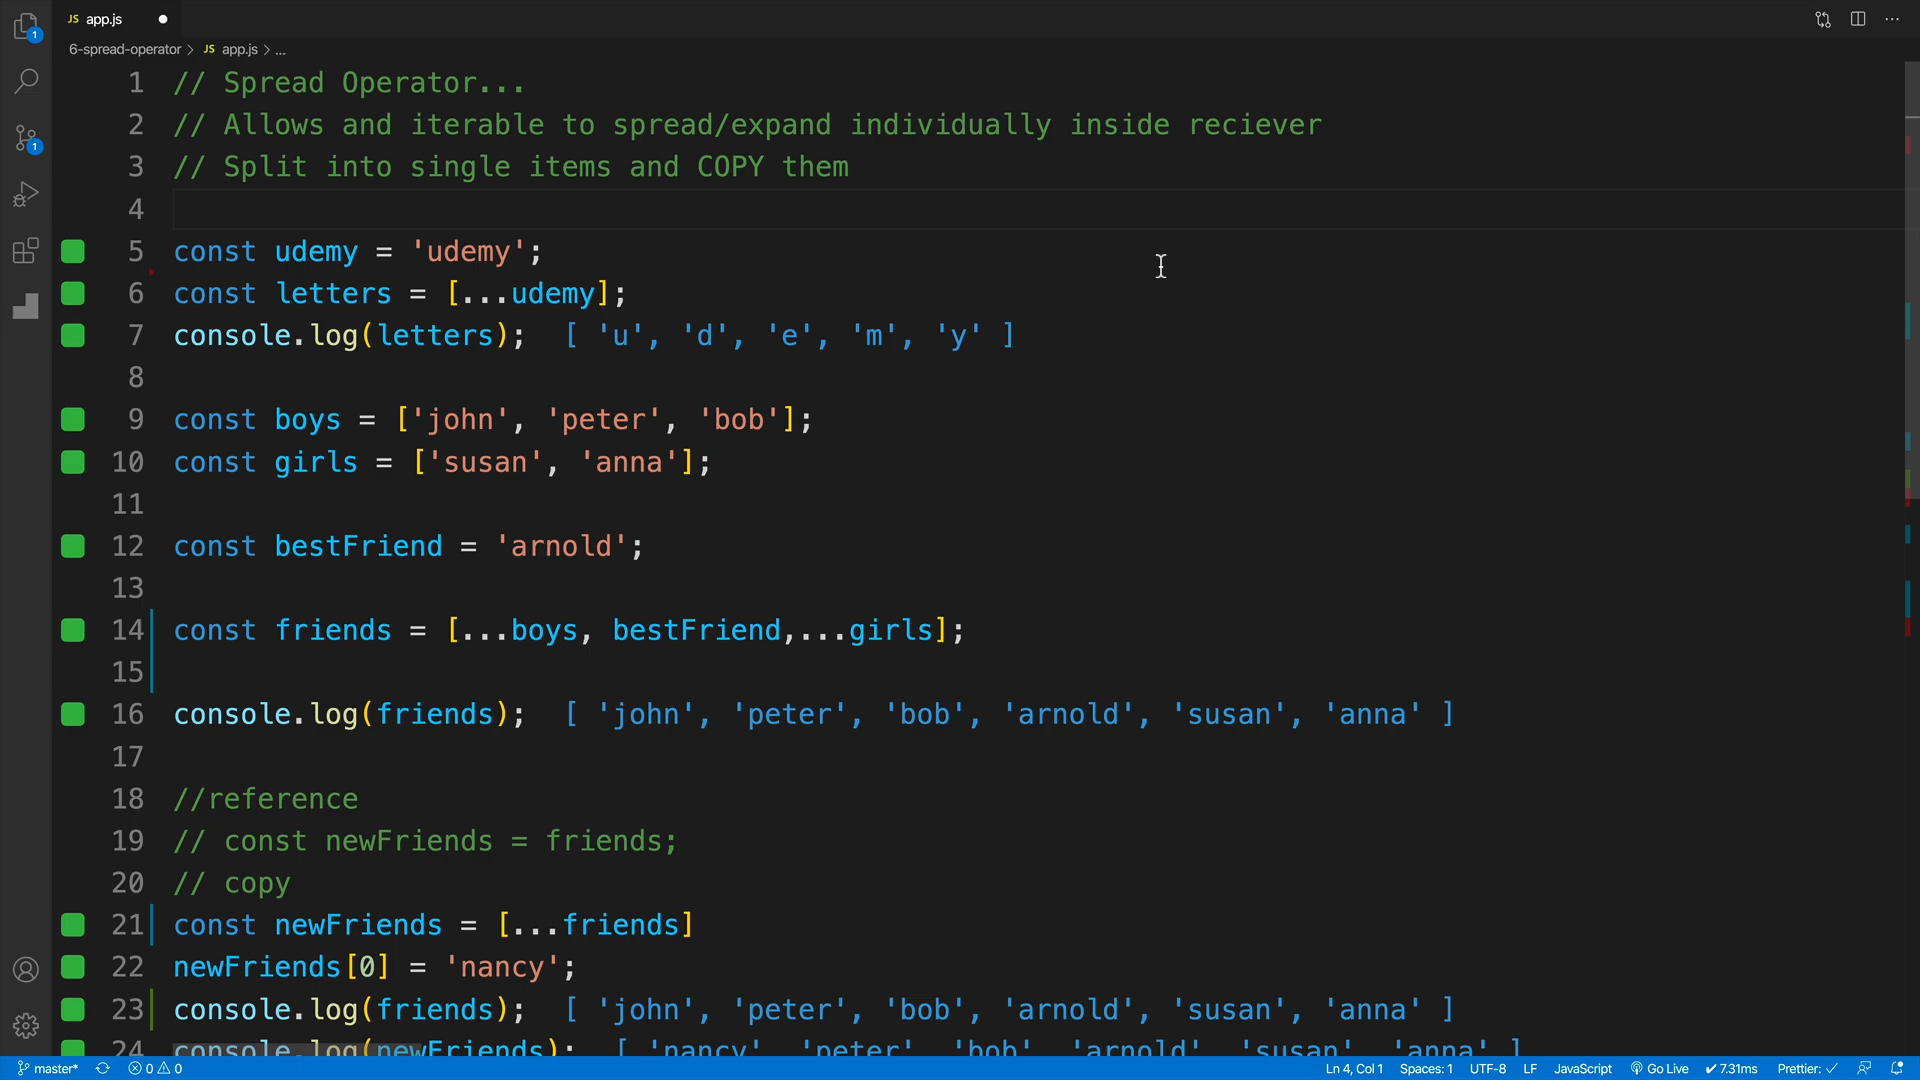 JS app.js
6-spread-operator > JS app.js > ...
1 // Spread Operator...
2 // Allows and iterable to spread/expand individually inside reciever
3 // Split into single items and COPY them
4
5 const udemy = 'udemy';
6 const letters = [...udemy];
7 console.log(letters); [ 'u', 'd', 'e', 'm', 'y' ]
8
9 const boys = ['john', 'peter', 'bob'];
10 const girls = ['susan', 'anna'];
11
12 const bestFriend = 'arnold';
13
14 const friends = [...boys, bestFriend,...girls];
15
16 console.log(friends); [ 'john', 'peter', 'bob', 'arnold', 'susan', 'anna' ]
17
18 //reference
19 // const newFriends = friends;
20 // copy
21 const newFriends = [...friends]
22 newFriends[0] = 'nancy';
23 console.log(friends); [ 'john', 'peter', 'bob', 'arnold', 'susan', 'anna' ]
24 console.log(newFriends); [ 'nancy', 'peter', 'bob', 'arnold', 'susan', 'anna' ]
1
1
master* 0 0 Ln 4, Col 1 Spaces: 1 UTF-8 LF JavaScript Go Live ✓ 7.31ms Prettier: ✓